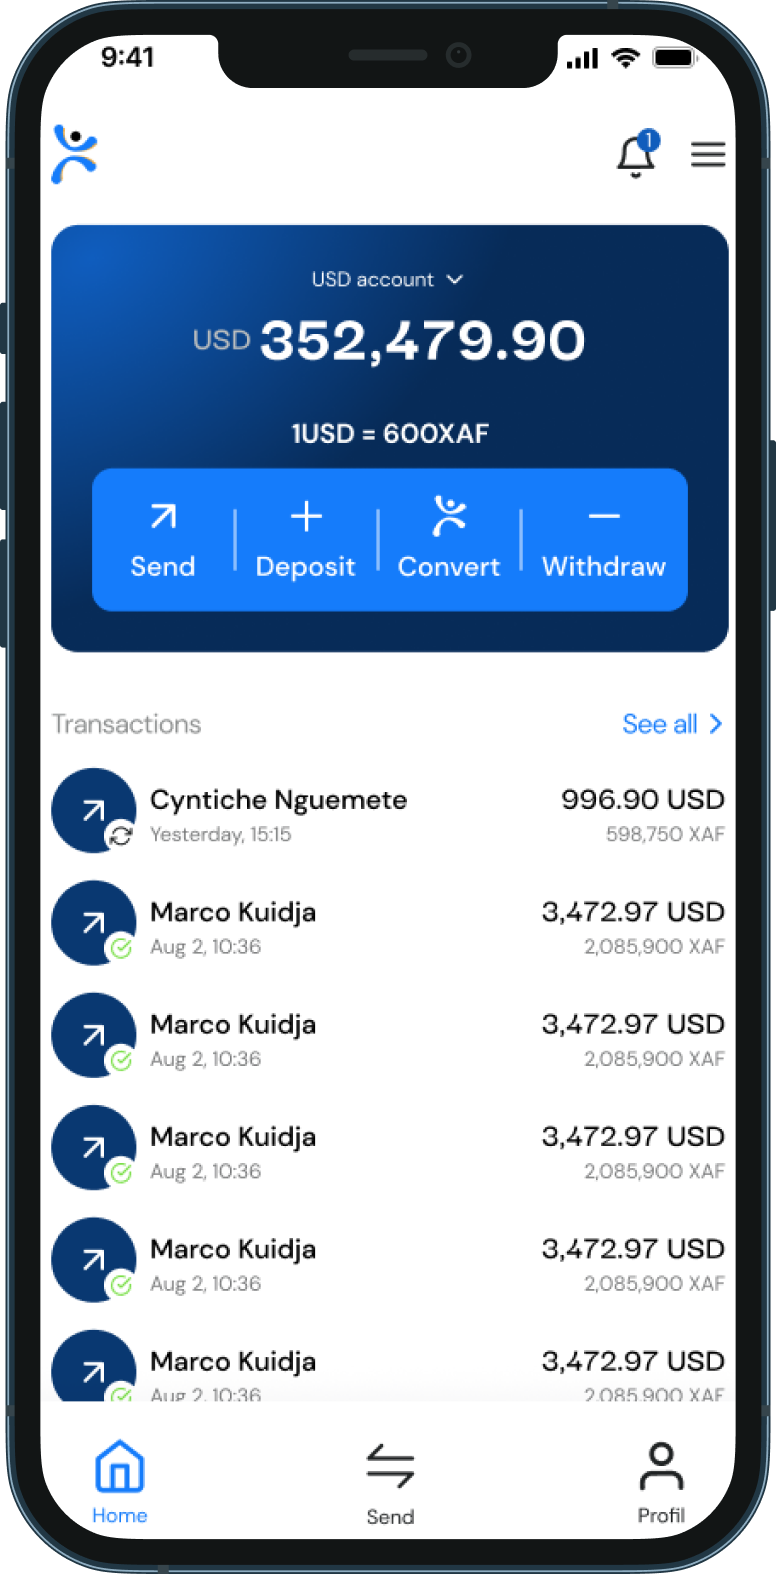 9:41
1
USD account
USD 352,479.90
1USD = 600XAF
Send Deposit Convert Withdraw
Transactions See all
Cyntiche Nguemete 996.90 USD
Yesterday, 15:15 598,750 XAF
Marco Kuidja 3,472.97 USD
Aug 2, 10:36 2,085,900 XAF
Marco Kuidja 3,472.97 USD
Aug 2, 10:36 2,085,900 XAF
Marco Kuidja 3,472.97 USD
Aug 2, 10:36 2,085,900 XAF
Marco Kuidja 3,472.97 USD
Aug 2, 10:36 2,085,900 XAF
Marco Kuidja 3,472.97 USD
Aug 2, 10:36 2,085,900 XAF
Home Send Profil